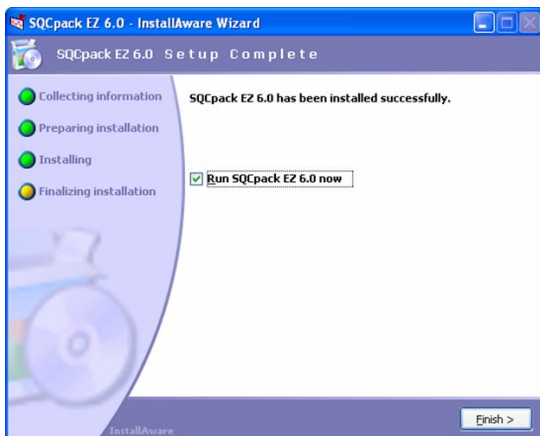 SQCpack EZ 6.0 - InstallAware Wizard
SQCpack EZ 6.0 Setup Complete
Collecting information
Preparing installation
Installing
Finalizing installation
SQCpack EZ 6.0 has been installed successfully.
Run SQCpack EZ 6.0 now
InstallAware
Finish >